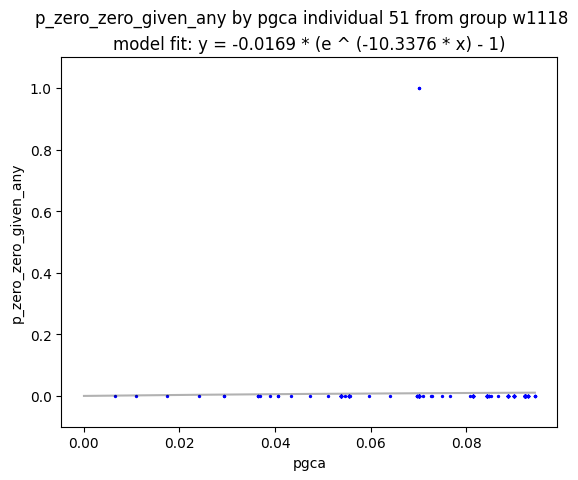 p_zero_zero_given_any by pgca individual 51 from group w1118
model fit: y = -0.0169 * (e ^ (-10.3376 * x) - 1)
1.0
0.8
0.6
0.4
0.2
0.0
p_zero_zero_given_any
0.00 0.02 0.04 0.06 0.08
pgca